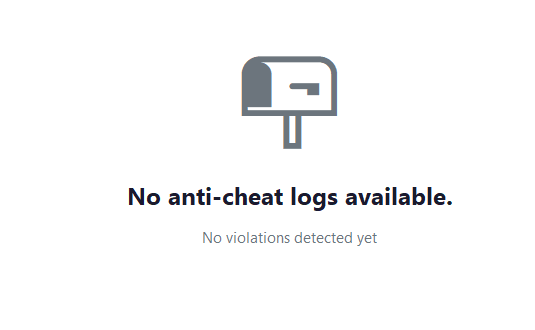 No anti-cheat logs available.
No violations detected yet